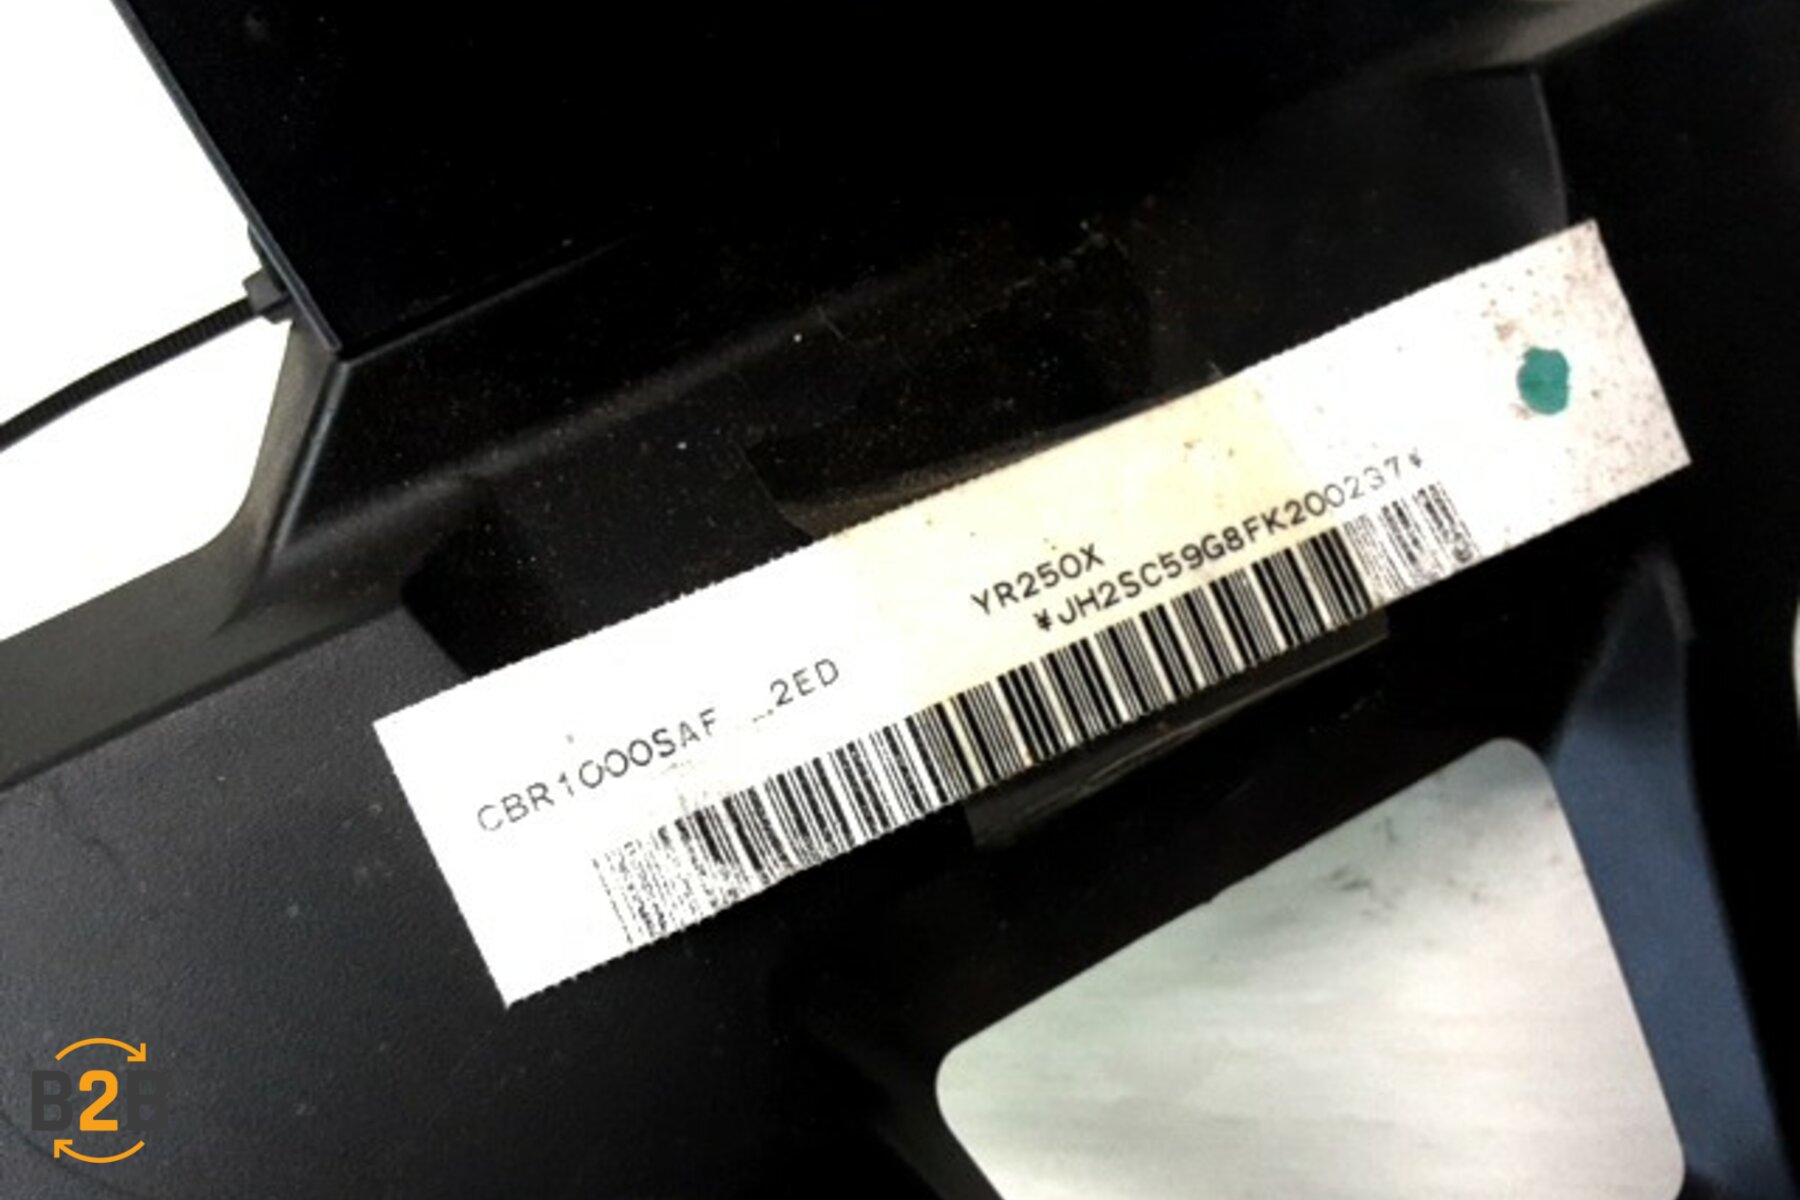 YR250X
¥JH2SC59G8FK200237¥
CBR1000SAF 2ED
B2B